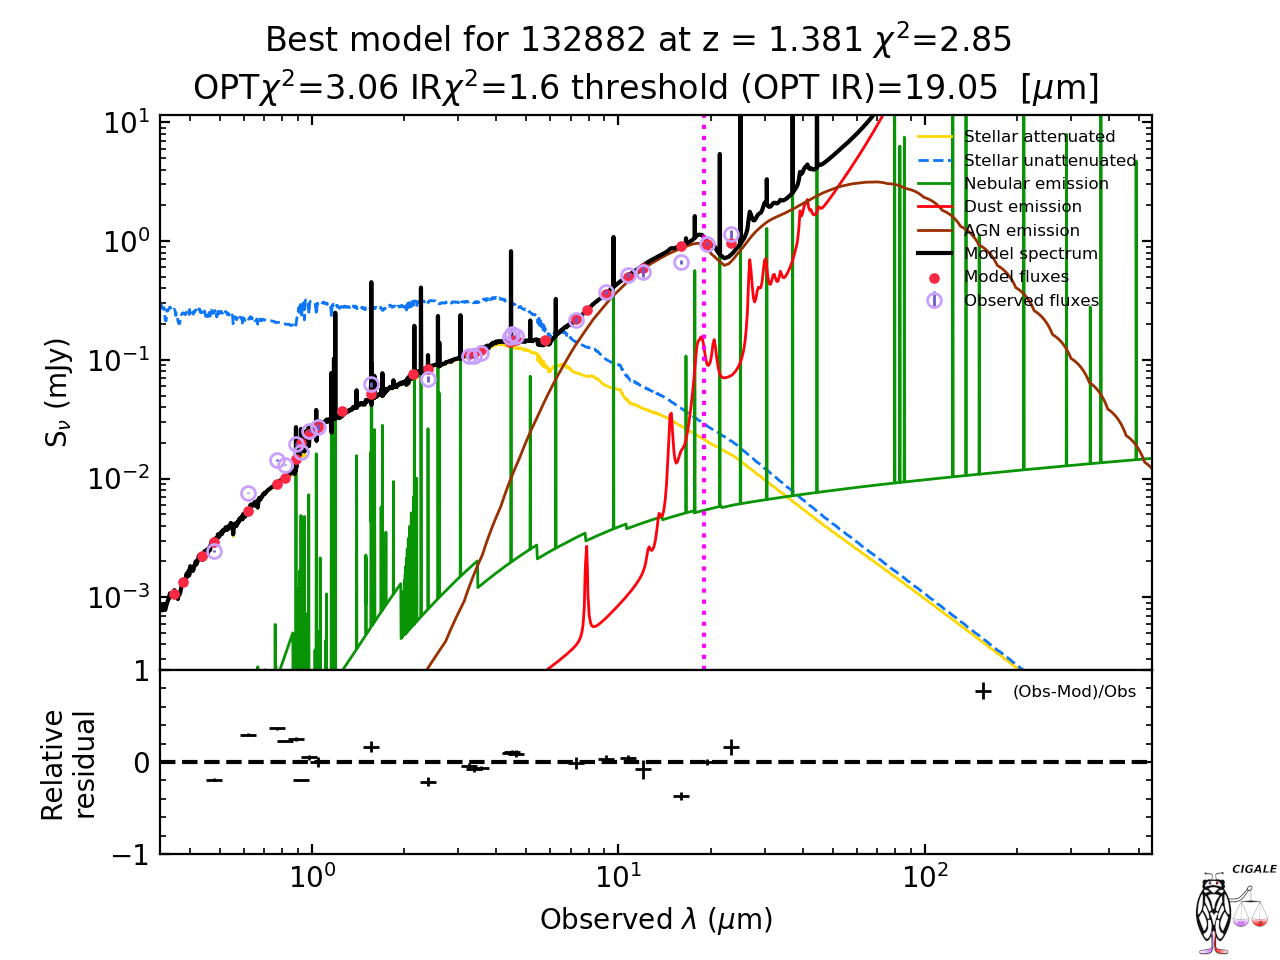 Best model for 132882 at z = 1.381 χ²=2.85
OPTχ²=3.06 IRχ²=1.6 threshold (OPT IR)=19.05 [μm]
10¹
10⁰
10⁻¹
10⁻²
10⁻³
S_ν (mJy)
Stellar attenuated
Stellar unattenuated
Nebular emission
Dust emission
AGN emission
Model spectrum
Model fluxes
Observed fluxes
1
0
−1
Relative
residual
(Obs-Mod)/Obs
10⁰ 10¹ 10²
Observed λ (μm)
CIGALE